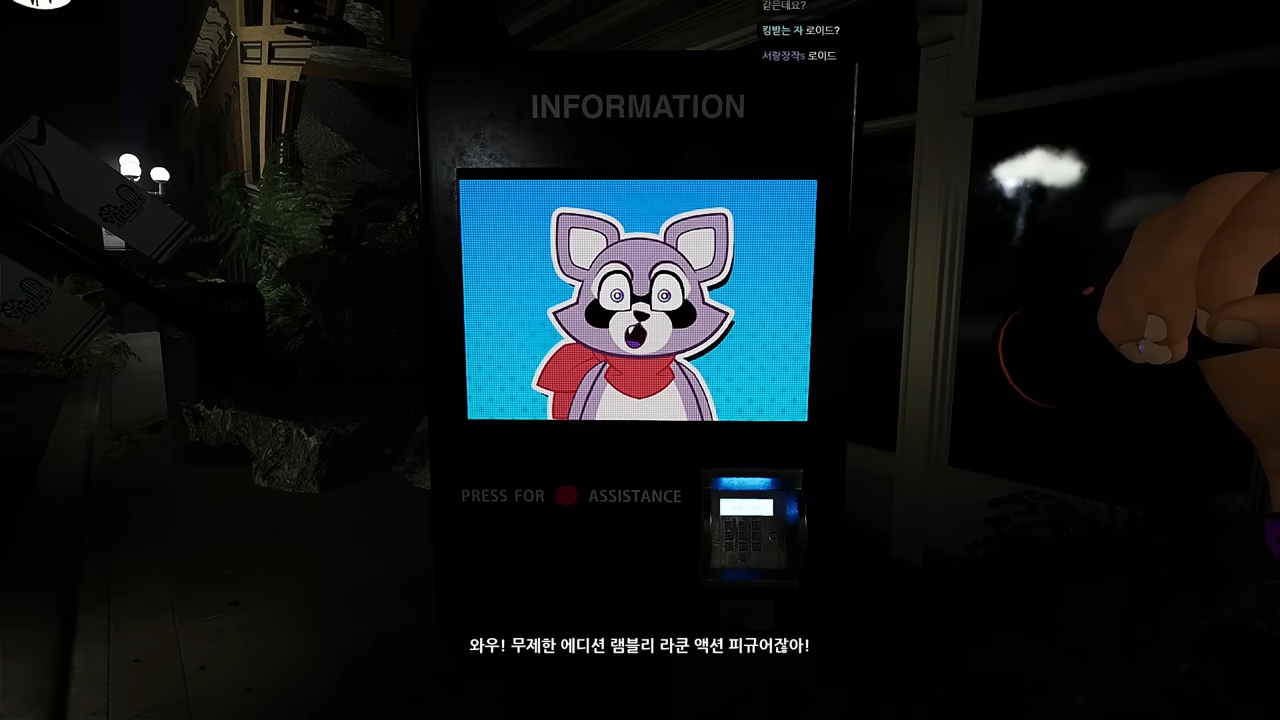 같은데요?
킹받는 자 로이드?
서랑장작s 로이드
INFORMATION
PRESS FOR ASSISTANCE
와우! 무제한 에디션 램블리 라쿤 액션 피규어잖아!